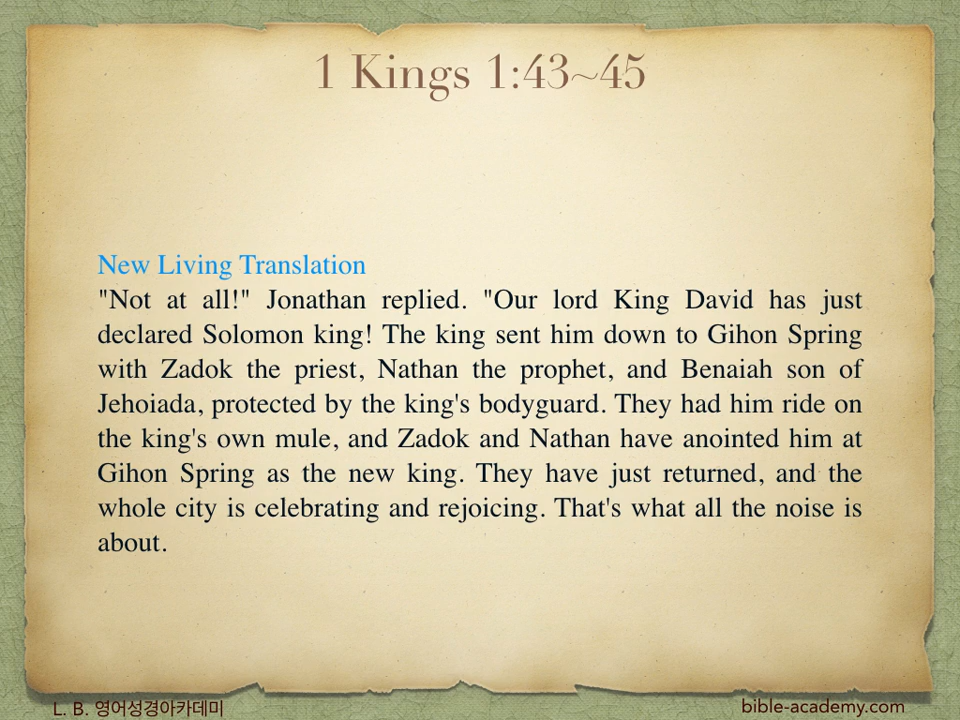 1 Kings 1:43~45
New Living Translation
"Not at all!" Jonathan replied. "Our lord King David has just
declared Solomon king! The king sent him down to Gihon Spring
with Zadok the priest, Nathan the prophet, and Benaiah son of
Jehoiada, protected by the king's bodyguard. They had him ride on
the king's own mule, and Zadok and Nathan have anointed him at
Gihon Spring as the new king. They have just returned, and the
whole city is celebrating and rejoicing. That's what all the noise is
about.
L. B. 영어성경아카데미
bible-academy.com